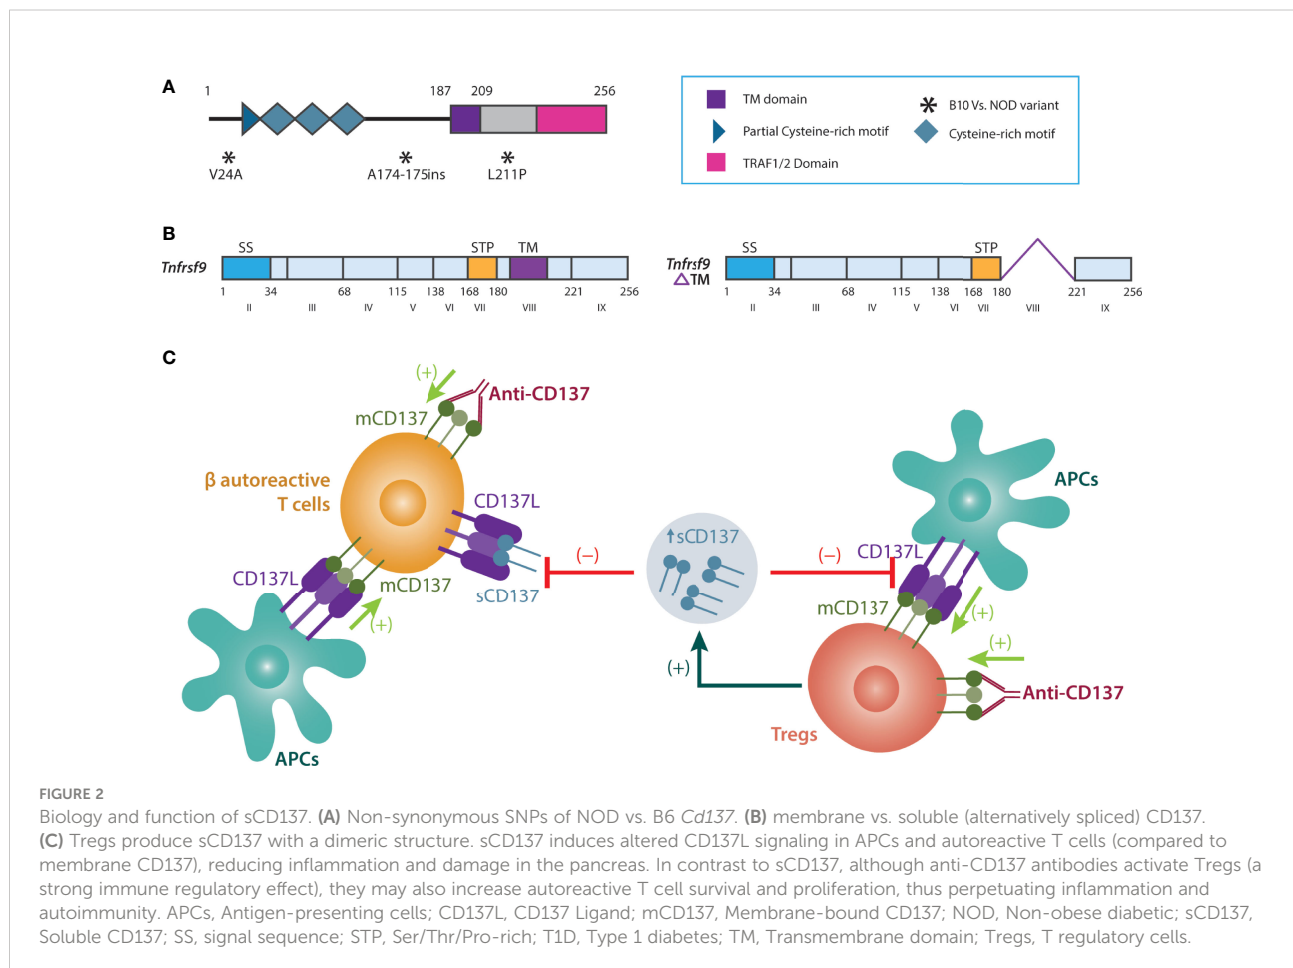 A
1
187
209
256
V24A
A174-175ins
L211P
TM domain
Partial Cysteine-rich motif
TRAF1/2 Domain
B10 Vs. NOD variant
Cysteine-rich motif
B
Tnfrsf9
SS
STP
TM
1 34 68 115 138 168 180 221 256
II III IV V VI VII VIII IX
Tnfrsf9
△TM
SS
STP
1 34 68 115 138 168 180 221 256
II III IV V VI VII VIII IX
C
(+)
Anti-CD137
mCD137
β autoreactive
T cells
CD137L
CD137L
mCD137
sCD137
(+)
APCs
(−)
sCD137
(−)
(+)
APCs
CD137L
mCD137
(+)
(+)
Anti-CD137
Tregs
FIGURE 2
Biology and function of sCD137. (A) Non-synonymous SNPs of NOD vs. B6 Cd137. (B) membrane vs. soluble (alternatively spliced) CD137.
(C) Tregs produce sCD137 with a dimeric structure. sCD137 induces altered CD137L signaling in APCs and autoreactive T cells (compared to
membrane CD137), reducing inflammation and damage in the pancreas. In contrast to sCD137, although anti-CD137 antibodies activate Tregs (a
strong immune regulatory effect), they may also increase autoreactive T cell survival and proliferation, thus perpetuating inflammation and
autoimmunity. APCs, Antigen-presenting cells; CD137L, CD137 Ligand; mCD137, Membrane-bound CD137; NOD, Non-obese diabetic; sCD137,
Soluble CD137; SS, signal sequence; STP, Ser/Thr/Pro-rich; T1D, Type 1 diabetes; TM, Transmembrane domain; Tregs, T regulatory cells.